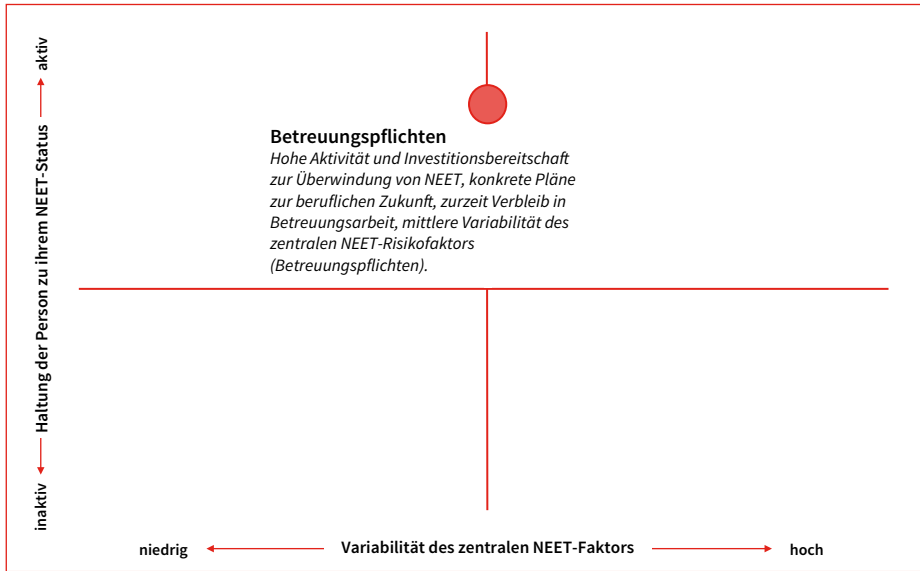 aktiv
Haltung der Person zu ihrem NEET-Status
inaktiv
Betreuungspflichten
Hohe Aktivität und Investitionsbereitschaft
zur Überwindung von NEET, konkrete Pläne
zur beruflichen Zukunft, zurzeit Verbleib in
Betreuungsarbeit, mittlere Variabilität des
zentralen NEET-Risikofaktors
(Betreuungspflichten).
niedrig
Variabilität des zentralen NEET-Faktors
hoch